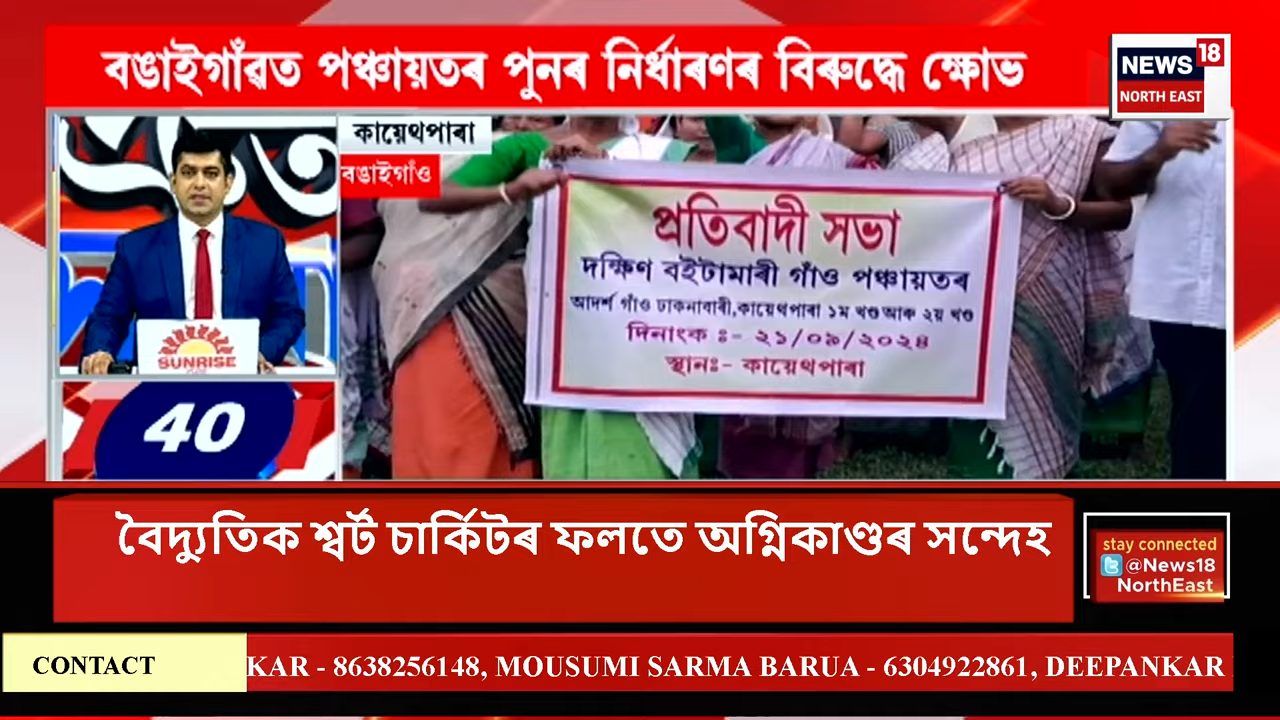 বঙাইগাঁৱত পঞ্চায়তৰ পুনৰ নিৰ্ধাৰণৰ বিৰুদ্ধে ক্ষোভ
NEWS 18
NORTH EAST
কায়েথপাৰা
বঙাইগাঁও
প্ৰতিবাদী সভা
দক্ষিণ বইটামাৰী গাঁও পঞ্চায়তৰ
আদৰ্শ গাঁও ঢাকনাবাৰী,কায়েথপাৰা ১ম খণ্ড আৰু ২য় খণ্ড
দিনাংক ঃ- ২১/০৯/২০২৪
স্থানঃ- কায়েথপাৰা
SUNRISE
40
বৈদ্যুতিক শ্বৰ্ট চাৰ্কিটৰ ফলতে অগ্নিকাণ্ডৰ সন্দেহ
stay connected
@News18
NorthEast
CONTACT KAR - 8638256148, MOUSUMI SARMA BARUA - 6304922861, DEEPANKAR